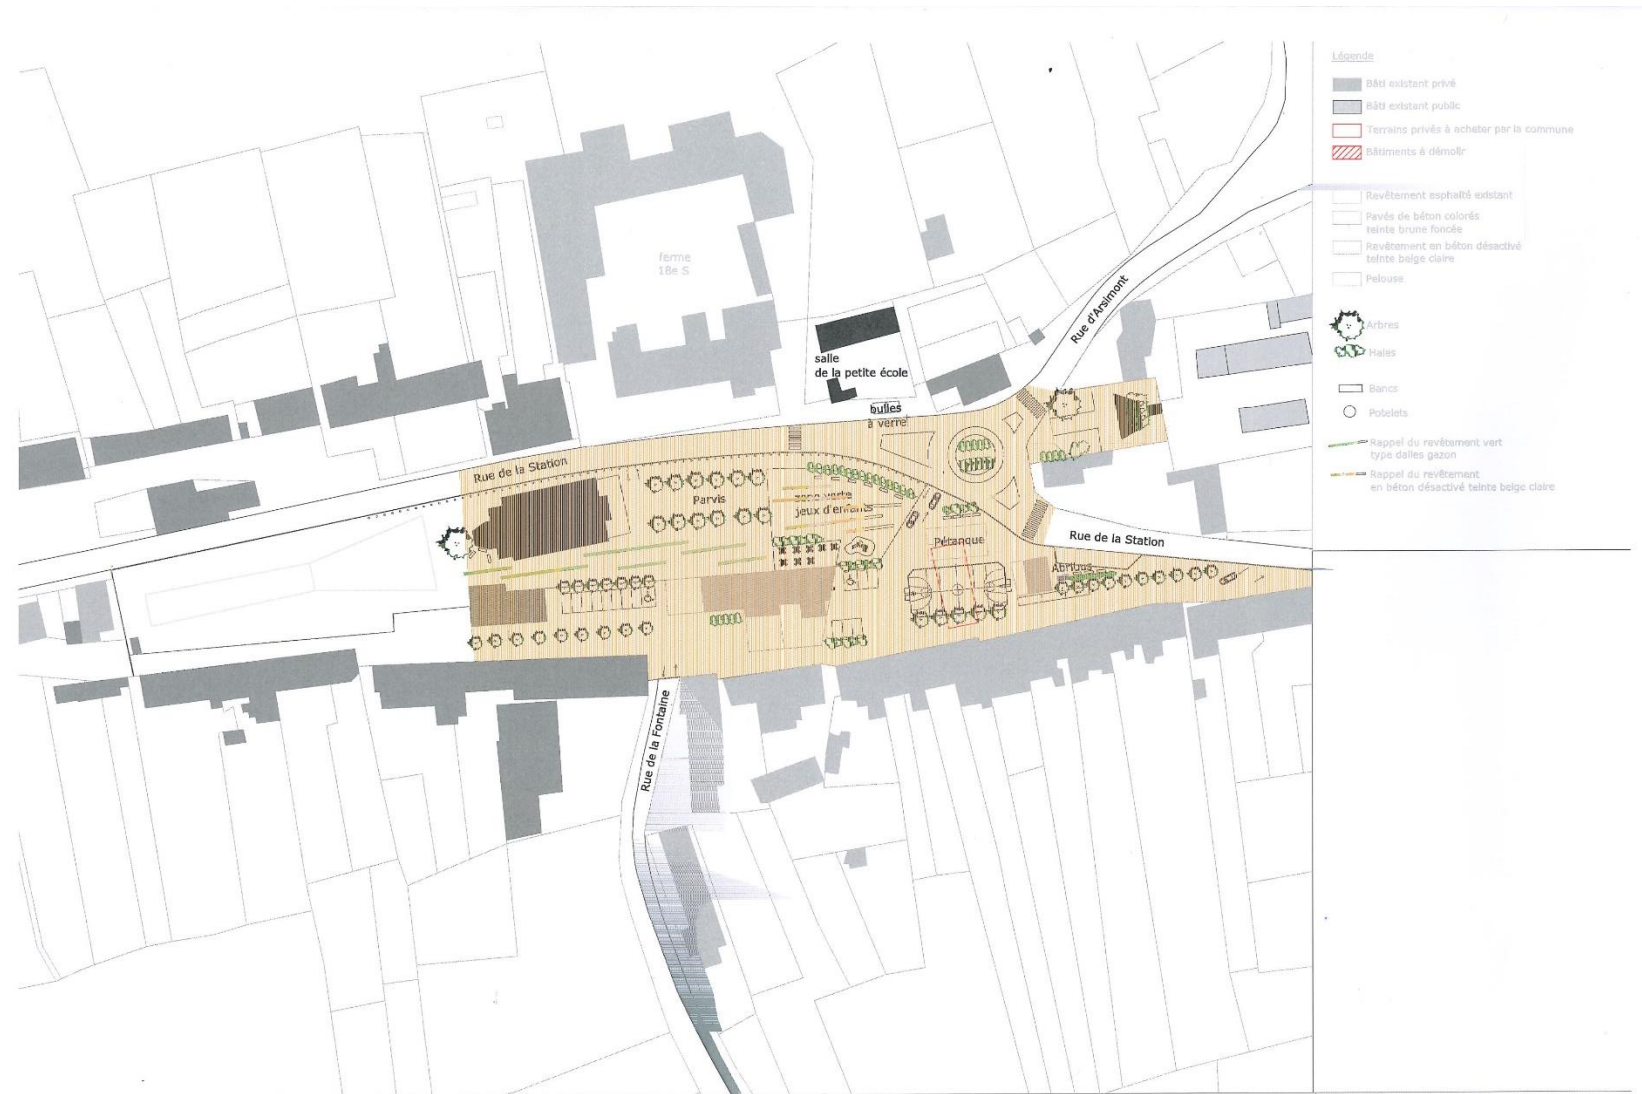 Légende
Bâti existant privé
Bâti existant public
Terrains privés à acheter par la commune
Bâtiments à démolir
Revêtement asphalté existant
Pavés de béton colorés
teinte brune foncée
Revêtement en béton désactivé
teinte beige claire
Pelouse
Arbres
Haies
Bancs
Potelets
Rappel du revêtement vert
type dalles gazon
Rappel du revêtement
en béton désactivé teinte beige claire
ferme
18e S
Rue d'Arsimont
salle
de la petite école
bulles
à verre
Rue de la Station
Parvis
zone verte
jeux d'enfants
Pétanque
Rue de la Station
Abribus
Rue de la Fontaine